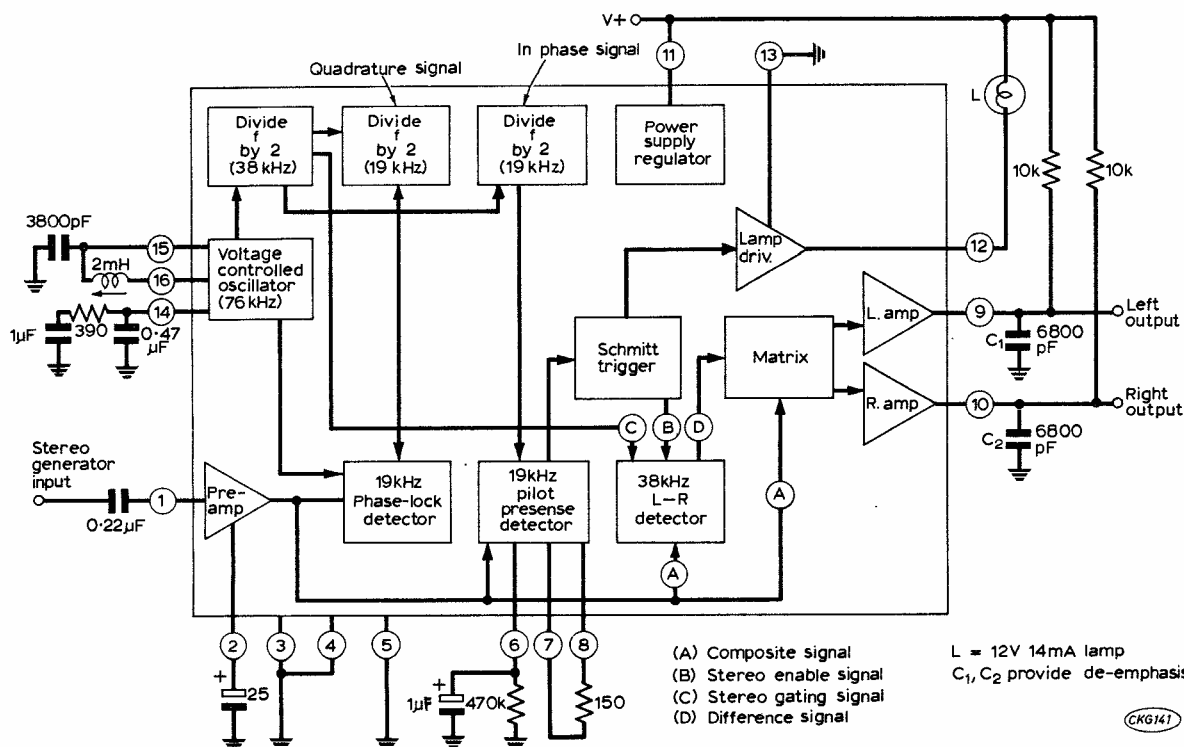 V+
11
13
In phase signal
Quadrature signal
L
Divide
f
by 2
(38 kHz)
Divide
f
by 2
(19 kHz)
Divide
f
by 2
(19 kHz)
Power
supply
regulator
10k
10k
3800pF
15
2mH
16
14
1µF
390
0·47
µF
Voltage
controlled
oscillator
(76 kHz)
Lamp
driv.
12
Schmitt
trigger
Matrix
L. amp
9
C1
6800
pF
Left
output
R. amp
10
C2
6800
pF
Right
output
C
B
D
Stereo
generator
input
0·22µF
1
Pre-
amp
19kHz
Phase-lock
detector
19kHz
pilot
presense
detector
38kHz
L-R
detector
A
A
2
3
4
5
6
7
8
+
25
+
1µF
470k
150
(A) Composite signal
(B) Stereo enable signal
(C) Stereo gating signal
(D) Difference signal
L = 12V 14mA lamp
C1, C2 provide de-emphasis
CKG141